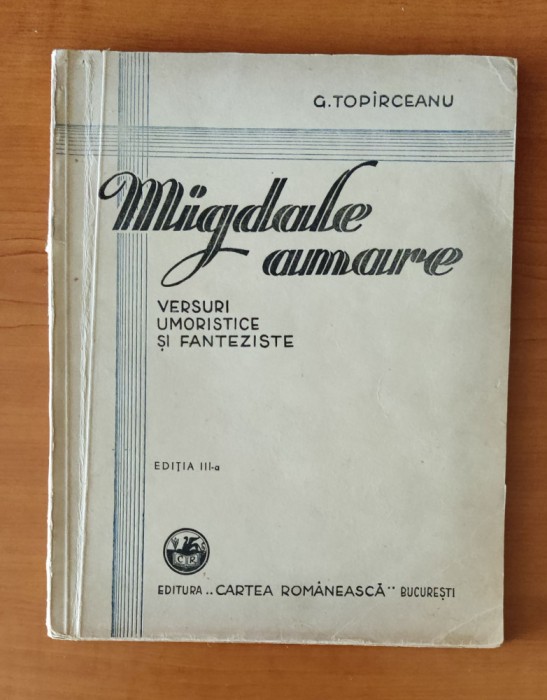 G. TOPÎRCEANU
Migdale
amare
VERSURI
UMORISTICE
ȘI FANTEZISTE
EDIȚIA III-a
C R
EDITURA „CARTEA ROMÂNEASCĂ” BUCUREȘTI